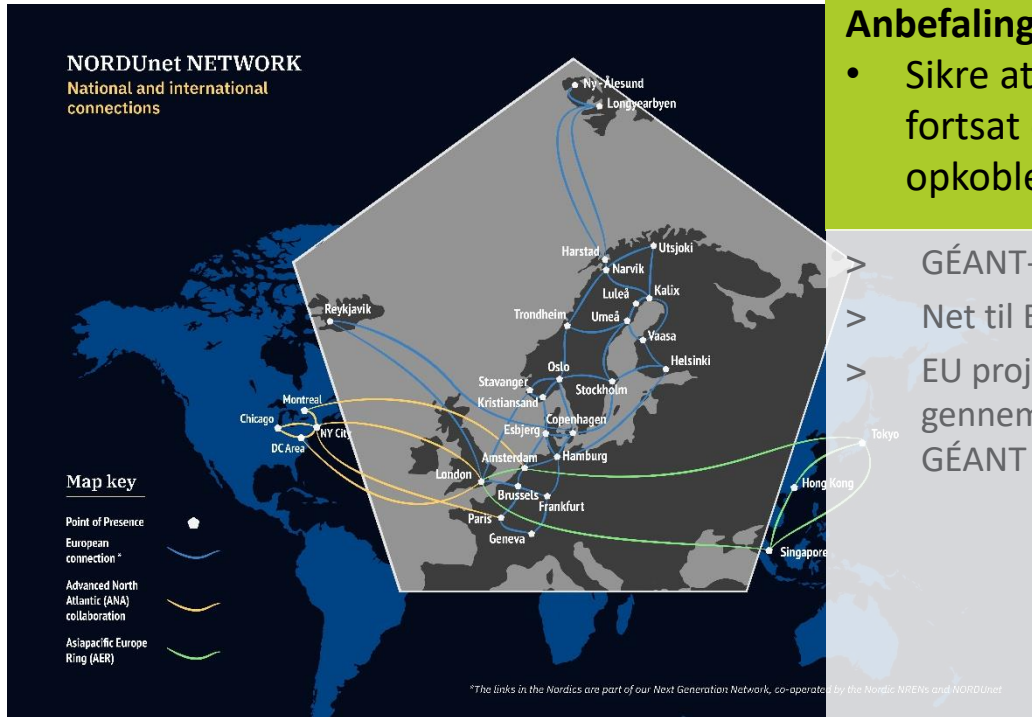 NORDUnet NETWORK
National and international
connections
Ny-Ålesund
Longyearbyen
Harstad
Utsjoki
Narvik
Luleå
Kalix
Reykjavik
Trondheim
Umeå
Vaasa
Oslo
Helsinki
Stavanger
Stockholm
Kristiansand
Montreal
Copenhagen
Chicago
NY City
Esbjerg
DC Area
Amsterdam
Hamburg
Tokyo
London
Hong Kong
Brussels
Frankfurt
Paris
Geneva
Singapore
Map key
Point of Presence
European
connection *
Advanced North
Atlantic (ANA)
collaboration
Asiapacific Europe
Ring (AER)
*The links in the Nordics are part of our Next Generation Network, co-operated by the Nordic NRENs and NORDUnet
Anbefaling
• Sikre at
fortsat
opkoble
> GÉANT-
> Net til
> EU proj
gennem
GÉANT